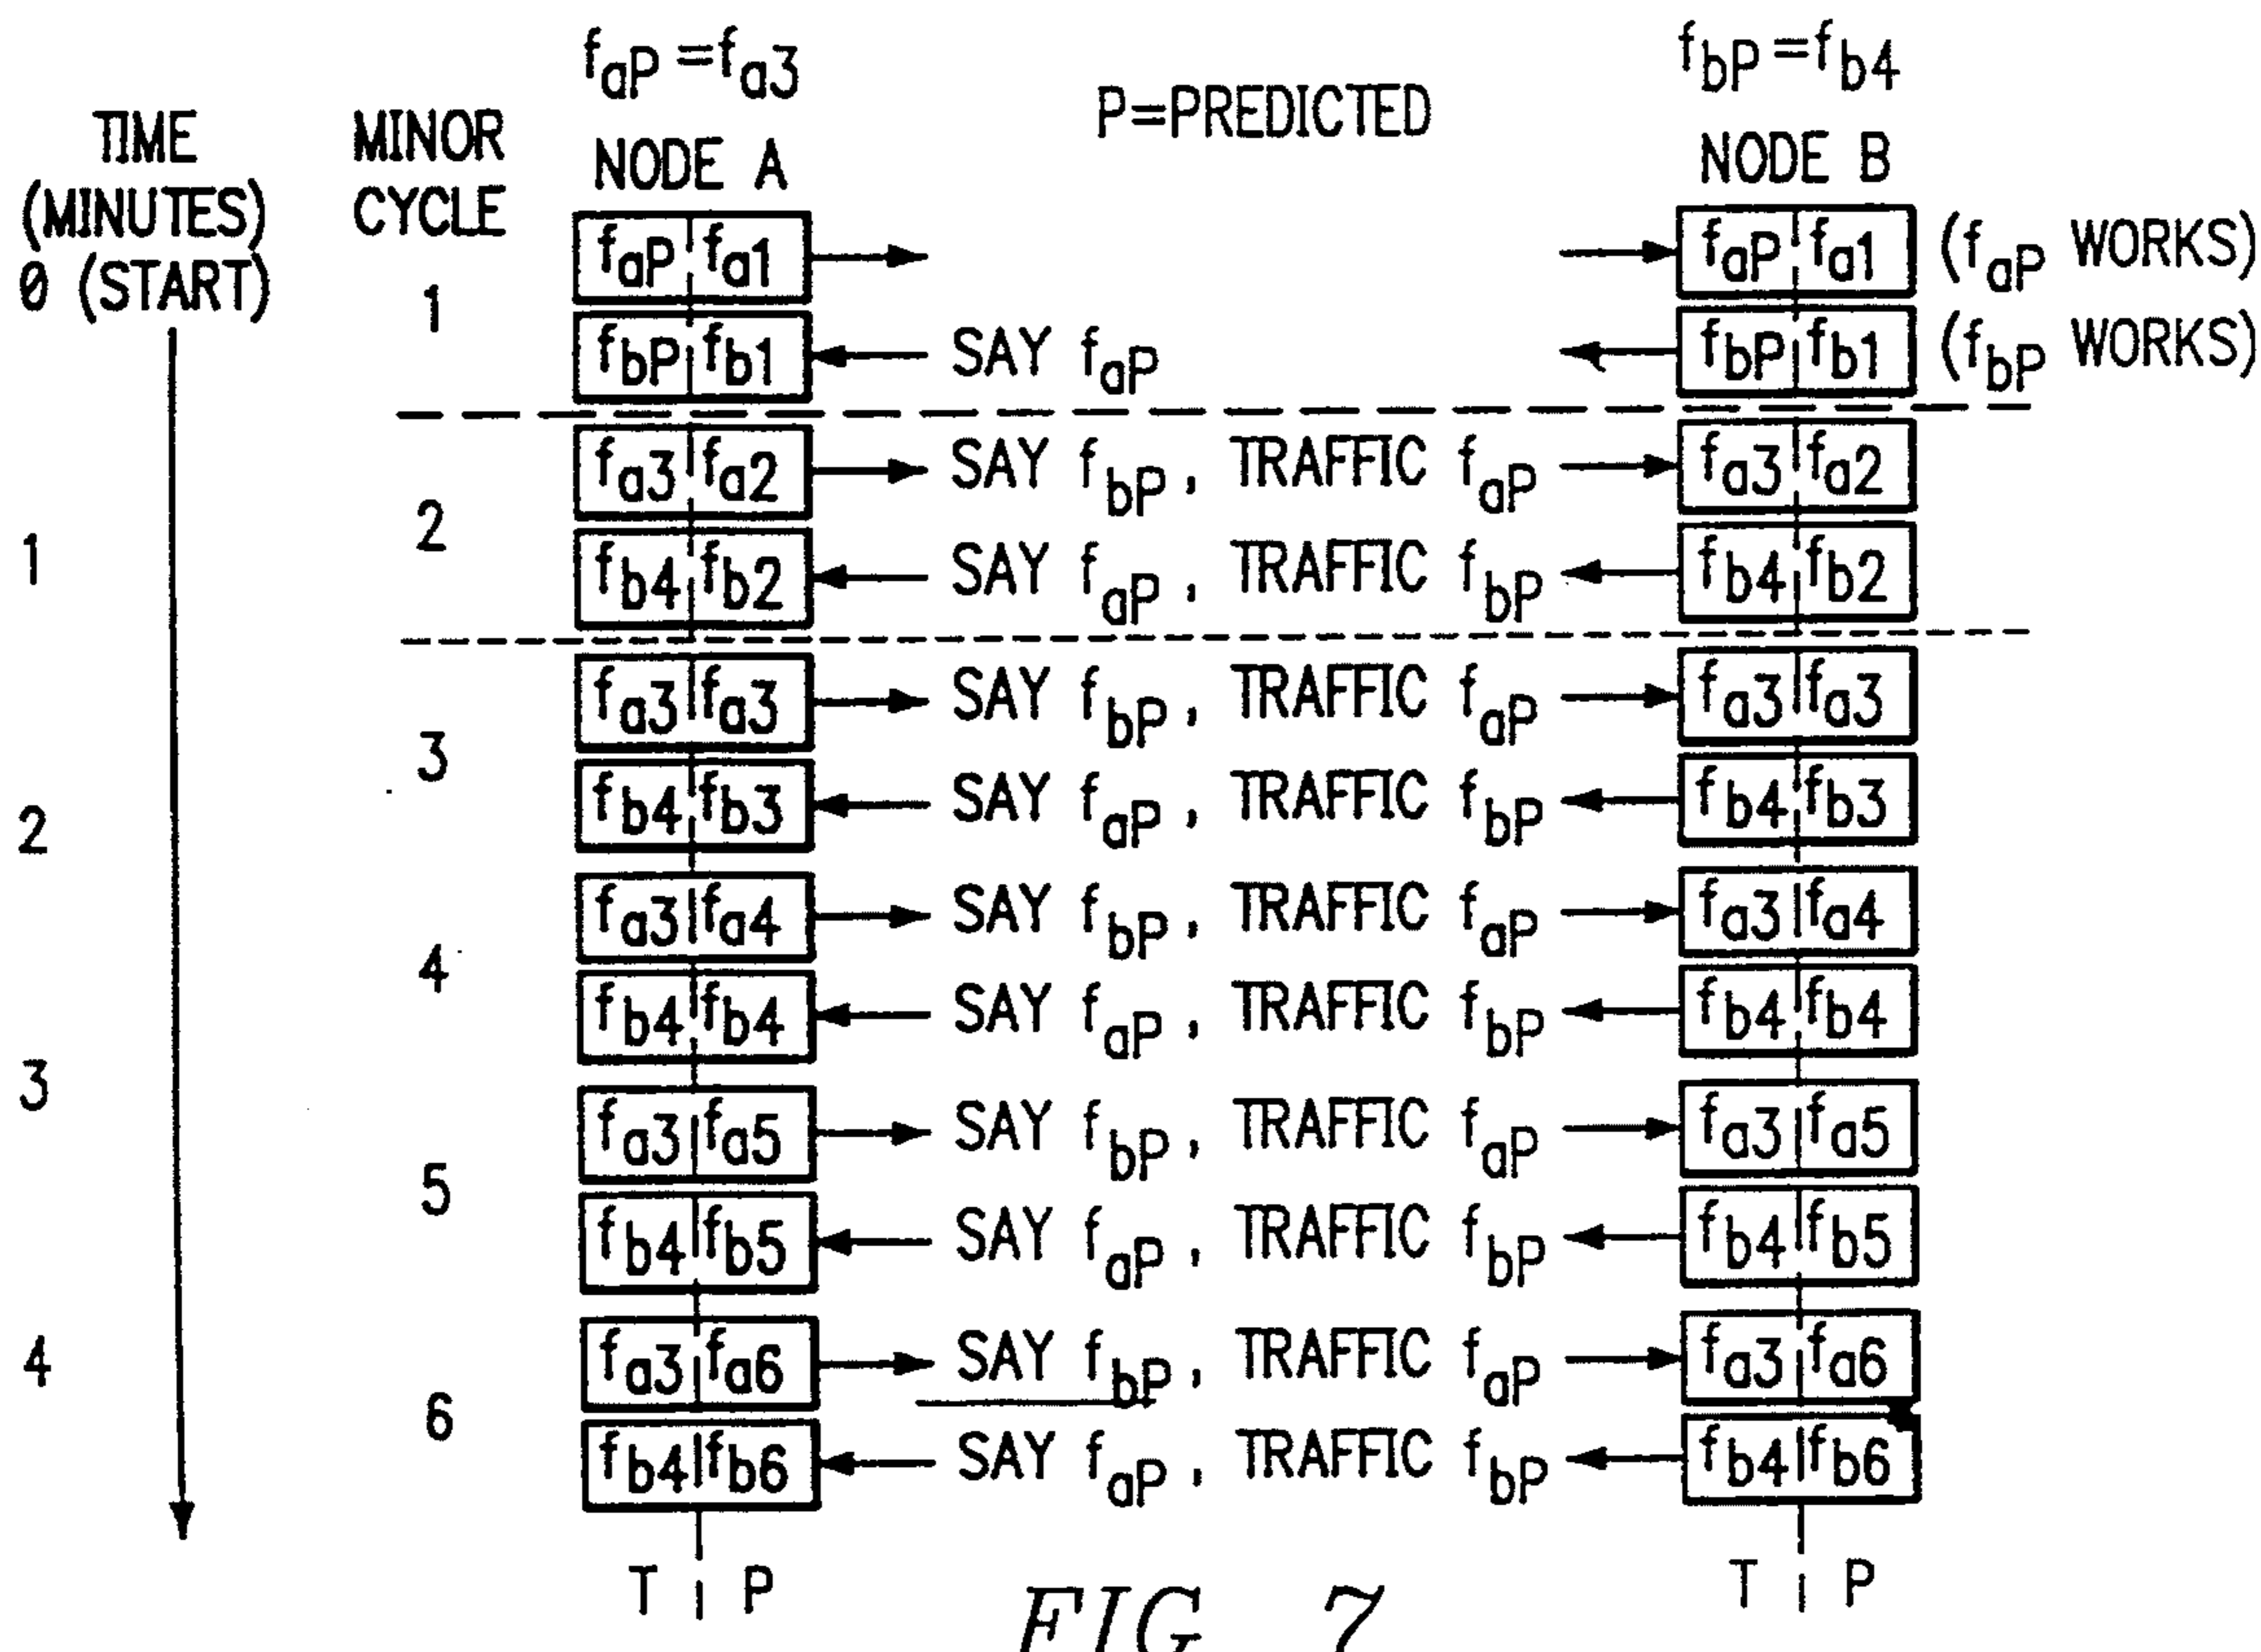 f_aP = f_a3 f_bP = f_b4
P=PREDICTED
TIME (MINUTES) MINOR CYCLE NODE A NODE B
0 (START)
1
f_aP f_a1 f_aP f_a1 (f_aP WORKS)
f_bP f_b1 SAY f_aP f_bP f_b1 (f_bP WORKS)
f_a3 f_a2 SAY f_bP, TRAFFIC f_aP f_a3 f_a2
1 2
f_b4 f_b2 SAY f_aP, TRAFFIC f_bP f_b4 f_b2
f_a3 f_a3 SAY f_bP, TRAFFIC f_aP f_a3 f_a3
3
f_b4 f_b3 SAY f_aP, TRAFFIC f_bP f_b4 f_b3
2
f_a3 f_a4 SAY f_bP, TRAFFIC f_aP f_a3 f_a4
4
f_b4 f_b4 SAY f_aP, TRAFFIC f_bP f_b4 f_b4
3
f_a3 f_a5 SAY f_bP, TRAFFIC f_aP f_a3 f_a5
5
f_b4 f_b5 SAY f_aP, TRAFFIC f_bP f_b4 f_b5
4
f_a3 f_a6 SAY f_bP, TRAFFIC f_aP f_a3 f_a6
6
f_b4 f_b6 SAY f_aP, TRAFFIC f_bP f_b4 f_b6
T P T P
FIG. 7